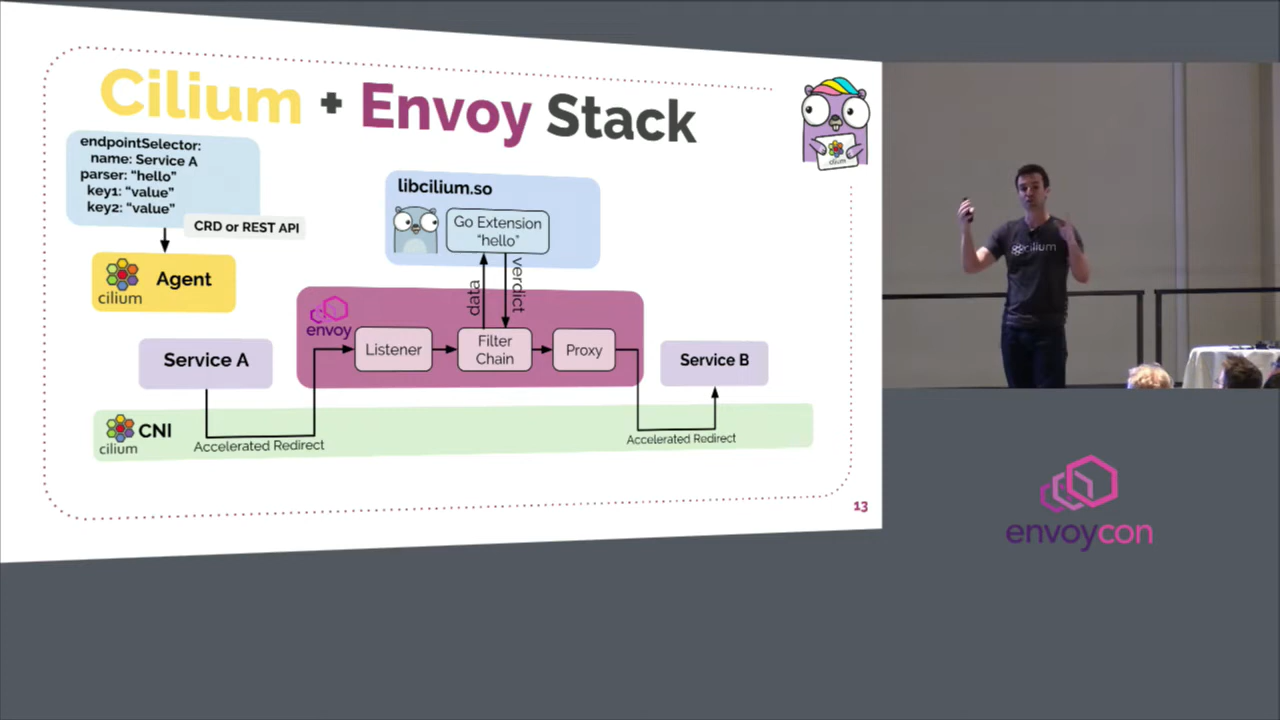 Cilium + Envoy Stack
endpointSelector:
name: Service A
parser: “hello”
key1: “value”
key2: “value”
CRD or REST API
cilium
Agent
libcilium.so
Go Extension
“hello”
data
verdict
envoy
Listener
Filter
Chain
Proxy
Service A
Service B
cilium
CNI
Accelerated Redirect
Accelerated Redirect
cilium
13
cilium
envoycon